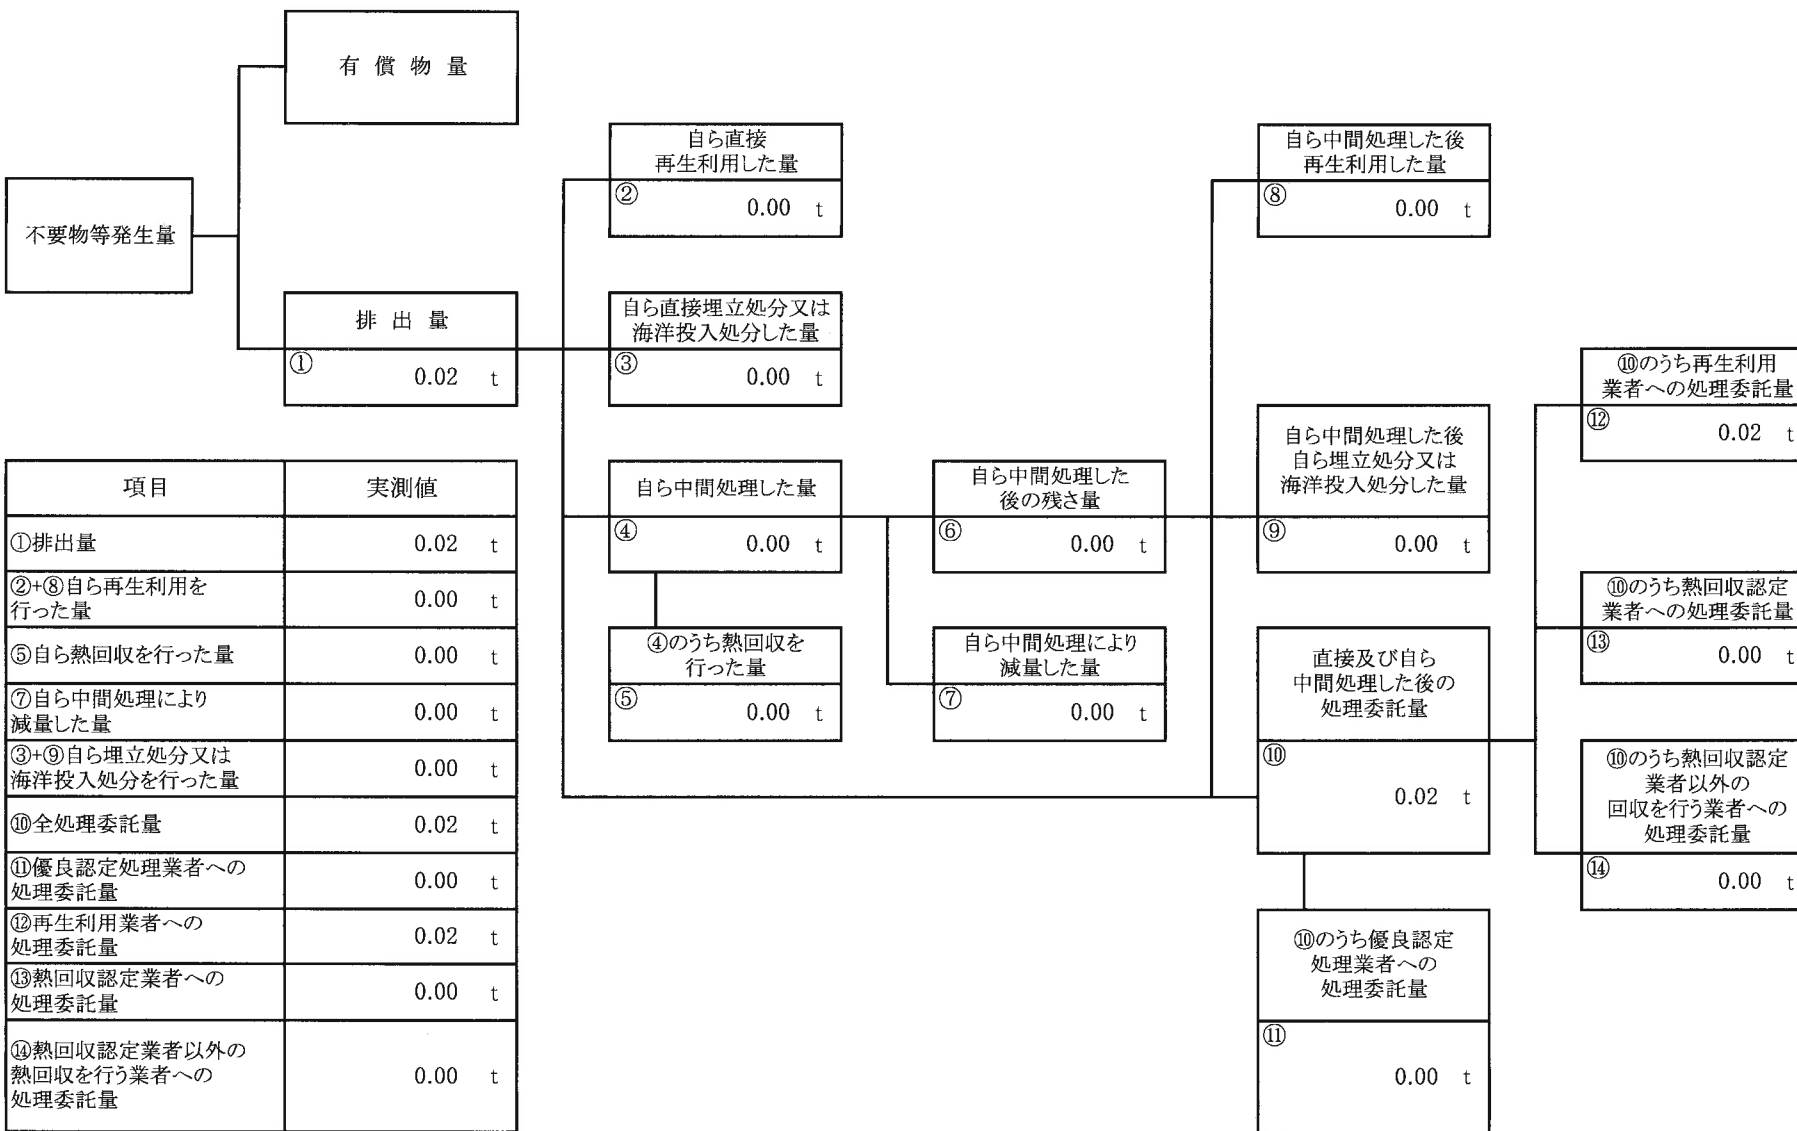 有 償 物 量
不要物等発生量
排 出 量
① 0.02 t
自ら直接
再生利用した量
② 0.00 t
自ら直接埋立処分又は
海洋投入処分した量
③ 0.00 t
自ら中間処理した量
④ 0.00 t
④のうち熱回収を
行った量
⑤ 0.00 t
自ら中間処理した
後の残さ量
⑥ 0.00 t
自ら中間処理により
減量した量
⑦ 0.00 t
自ら中間処理した後
再生利用した量
⑧ 0.00 t
自ら中間処理した後
自ら埋立処分又は
海洋投入処分した量
⑨ 0.00 t
直接及び自ら
中間処理した後の
処理委託量
⑩ 0.02 t
⑩のうち優良認定
処理業者への
処理委託量
⑪ 0.00 t
⑩のうち再生利用
業者への処理委託量
⑫ 0.02 t
⑩のうち熱回収認定
業者への処理委託量
⑬ 0.00 t
⑩のうち熱回収認定
業者以外の
回収を行う業者への
処理委託量
⑭ 0.00 t
項目 実測値
①排出量 0.02 t
②+⑧自ら再生利用を
行った量 0.00 t
⑤自ら熱回収を行った量 0.00 t
⑦自ら中間処理により
減量した量 0.00 t
③+⑨自ら埋立処分又は
海洋投入処分を行った量 0.00 t
⑩全処理委託量 0.02 t
⑪優良認定処理業者への
処理委託量 0.00 t
⑫再生利用業者への
処理委託量 0.02 t
⑬熱回収認定業者への
処理委託量 0.00 t
⑭熱回収認定業者以外の
熱回収を行う業者への
処理委託量 0.00 t